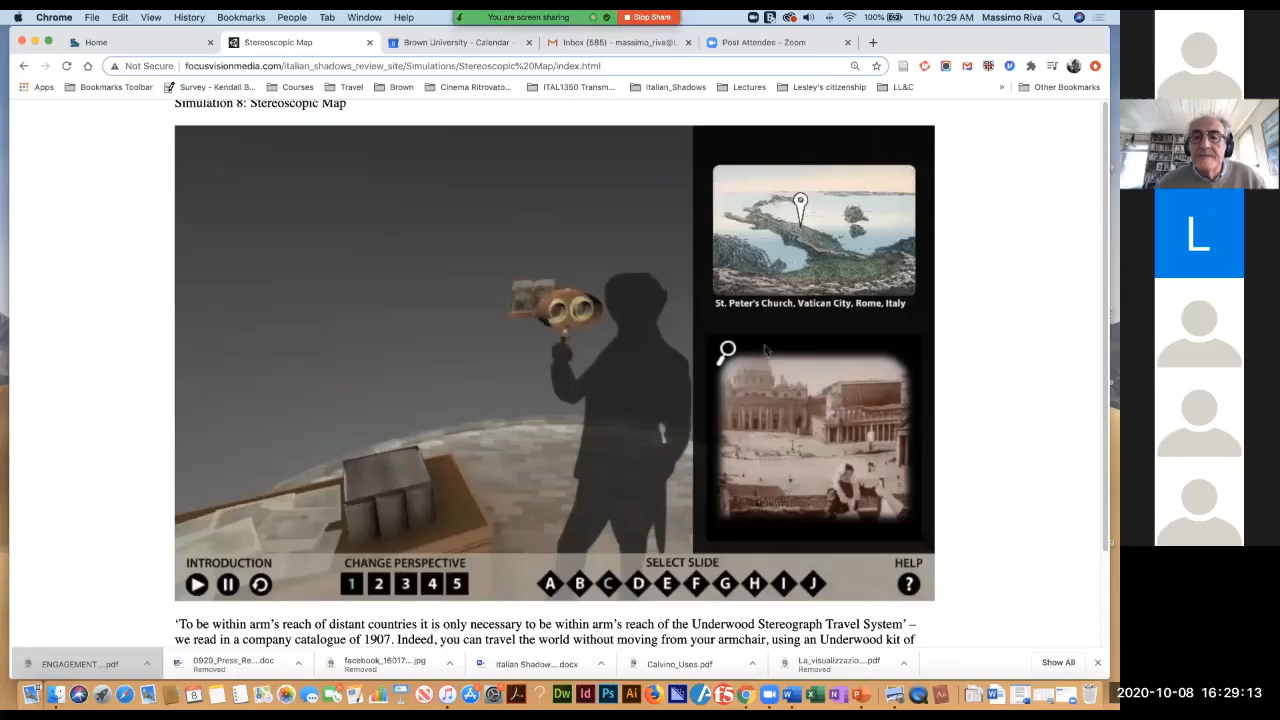 Chrome File Edit View History Bookmarks People Tab Window Help
You are screen sharing Stop Share
100% Thu 10:29 AM Massimo Riva
Home
Stereoscopic Map
Brown University - Calendar
Inbox (585) - massimo_riva@
Post Attendee - Zoom
Not Secure focusvisionmedia.com/italian_shadows_review_site/Simulations/Stereoscopic%20Map/index.html
Apps Bookmarks Toolbar Survey - Kendall B... Courses Travel Brown Cinema Ritrovato... ITAL1350 Transm... Italian_Shadows Lectures Lesley's citizenship LL&C » Other Bookmarks
Simulation 8: Stereoscopic Map
St. Peter's Church, Vatican City, Rome, Italy
INTRODUCTION CHANGE PERSPECTIVE SELECT SLIDE HELP
1 2 3 4 5 A B C D E F G H I J ?
‘To be within arm’s reach of distant countries it is only necessary to be within arm’s reach of the Underwood Stereograph Travel System’ –
we read in a company catalogue of 1907. Indeed, you can travel the world without moving from your armchair, using an Underwood kit of
ENGAGEMENT....pdf
0929_Press_Re....doc
Removed
facebook_16017....jpg
Removed
Italian Shadow....docx
Calvino_Uses.pdf
La_visualizzazio....pdf
Removed
Show All
L
2020-10-08 16:29:13